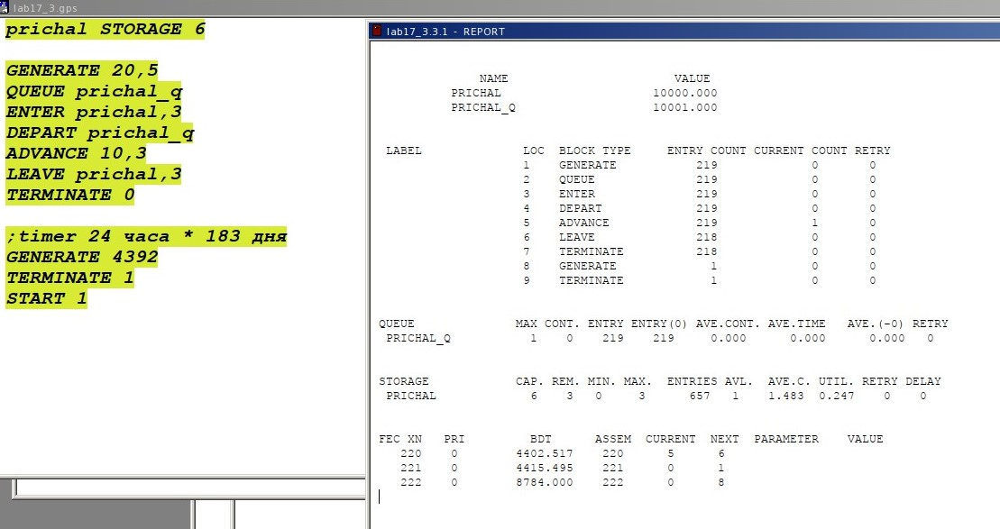 lab17_3.gps
prichal STORAGE 6
GENERATE 20,5
QUEUE prichal_q
ENTER prichal,3
DEPART prichal_q
ADVANCE 10,3
LEAVE prichal,3
TERMINATE 0
;timer 24 часа * 183 дня
GENERATE 4392
TERMINATE 1
START 1
lab17_3.3.1 - REPORT
NAME VALUE
PRICHAL 10000.000
PRICHAL_Q 10001.000
LABEL LOC BLOCK TYPE ENTRY COUNT CURRENT COUNT RETRY
1 GENERATE 219 0 0
2 QUEUE 219 0 0
3 ENTER 219 0 0
4 DEPART 219 0 0
5 ADVANCE 219 1 0
6 LEAVE 218 0 0
7 TERMINATE 218 0 0
8 GENERATE 1 0 0
9 TERMINATE 1 0 0
QUEUE MAX CONT. ENTRY ENTRY(0) AVE.CONT. AVE.TIME AVE.(-0) RETRY
PRICHAL_Q 1 0 219 219 0.000 0.000 0.000 0
STORAGE CAP. REM. MIN. MAX. ENTRIES AVL. AVE.C. UTIL. RETRY DELAY
PRICHAL 6 3 0 3 657 1 1.483 0.247 0 0
FEC XN PRI BDT ASSEM CURRENT NEXT PARAMETER VALUE
220 0 4402.517 220 5 6
221 0 4415.495 221 0 1
222 0 8784.000 222 0 8